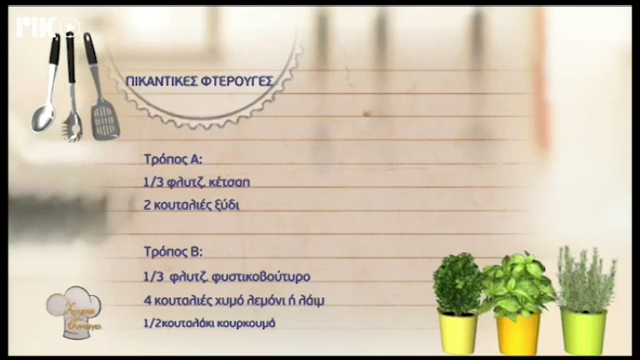 ΡΙΚ
ΠΙΚΑΝΤΙΚΕΣ ΦΤΕΡΟΥΓΕΣ
Τρόπος Α:
1/3 φλυτζ. κέτσαπ
2 κουταλιές ξύδι
Τρόπος Β:
1/3 φλυτζ. φυστικοβούτυρο
4 κουταλιές χυμό λεμόνι ή λάιμ
1/2κουταλάκι κουρκουμά